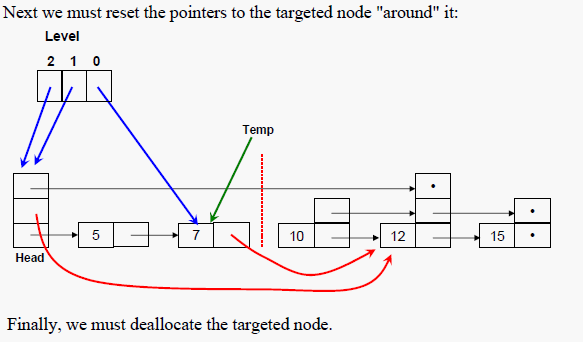 Next we must reset the pointers to the targeted node "around" it:
Level
2 1 0
Temp
5 7 10 12 15
Head
Finally, we must deallocate the targeted node.